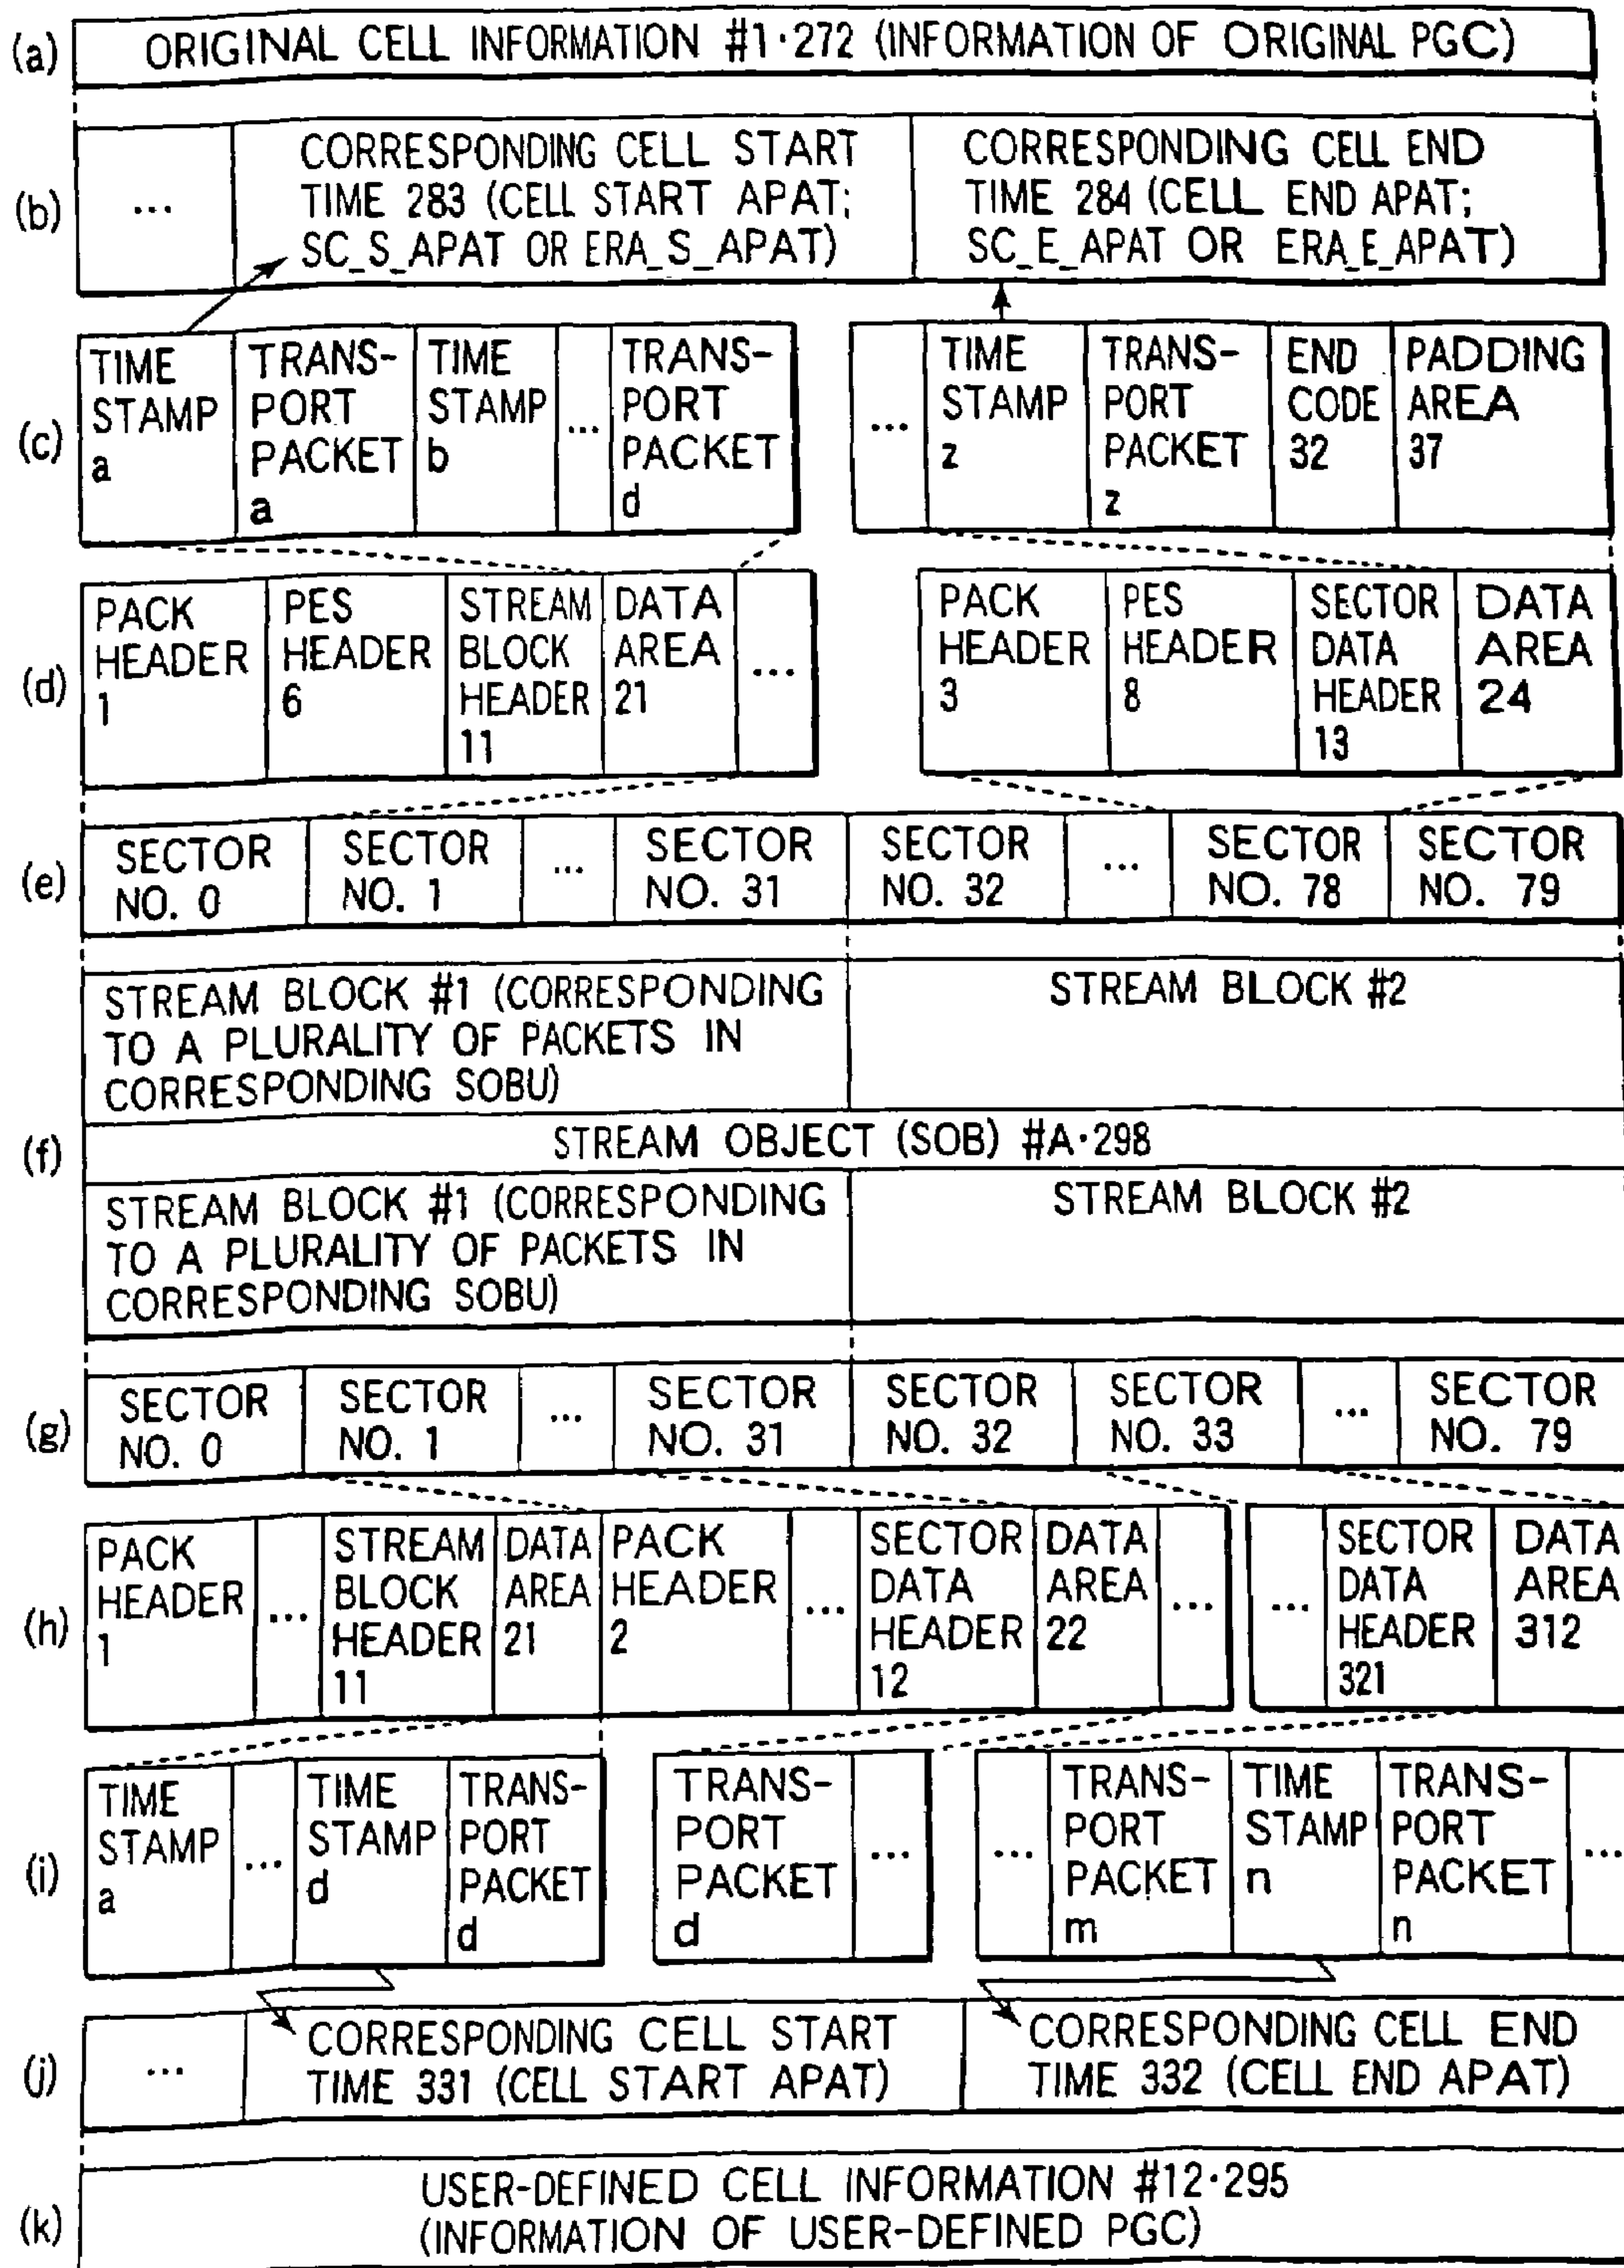 (a) ORIGINAL CELL INFORMATION #1·272 (INFORMATION OF ORIGINAL PGC)
(b)
...
CORRESPONDING CELL START
TIME 283 (CELL START APAT;
SC_S_APAT OR ERA_S_APAT)
CORRESPONDING CELL END
TIME 284 (CELL END APAT;
SC_E_APAT OR ERA_E_APAT)
(c)
TIME
STAMP
a
TRANS-
PORT
PACKET
a
TIME
STAMP
b
...
TRANS-
PORT
PACKET
d
...
TIME
STAMP
z
TRANS-
PORT
PACKET
z
END
CODE
32
PADDING
AREA
37
(d)
PACK
HEADER
1
PES
HEADER
6
STREAM
BLOCK
HEADER
11
DATA
AREA
21
...
PACK
HEADER
3
PES
HEADER
8
SECTOR
DATA
HEADER
13
DATA
AREA
24
(e)
SECTOR
NO. 0
SECTOR
NO. 1
...
SECTOR
NO. 31
SECTOR
NO. 32
...
SECTOR
NO. 78
SECTOR
NO. 79
STREAM BLOCK #1 (CORRESPONDING
TO A PLURALITY OF PACKETS IN
CORRESPONDING SOBU)
STREAM BLOCK #2
(f)
STREAM OBJECT (SOB) #A·298
STREAM BLOCK #1 (CORRESPONDING
TO A PLURALITY OF PACKETS IN
CORRESPONDING SOBU)
STREAM BLOCK #2
(g)
SECTOR
NO. 0
SECTOR
NO. 1
...
SECTOR
NO. 31
SECTOR
NO. 32
SECTOR
NO. 33
...
SECTOR
NO. 79
(h)
PACK
HEADER
1
...
STREAM
BLOCK
HEADER
11
DATA
AREA
21
PACK
HEADER
2
...
SECTOR
DATA
HEADER
12
DATA
AREA
22
...
...
SECTOR
DATA
HEADER
321
DATA
AREA
312
(i)
TIME
STAMP
a
...
TIME
STAMP
d
TRANS-
PORT
PACKET
d
TRANS-
PORT
PACKET
d
...
...
TRANS-
PORT
PACKET
m
TIME
STAMP
n
TRANS-
PORT
PACKET
n
...
(j)
...
CORRESPONDING CELL START
TIME 331 (CELL START APAT)
CORRESPONDING CELL END
TIME 332 (CELL END APAT)
(k)
USER-DEFINED CELL INFORMATION #12·295
(INFORMATION OF USER-DEFINED PGC)